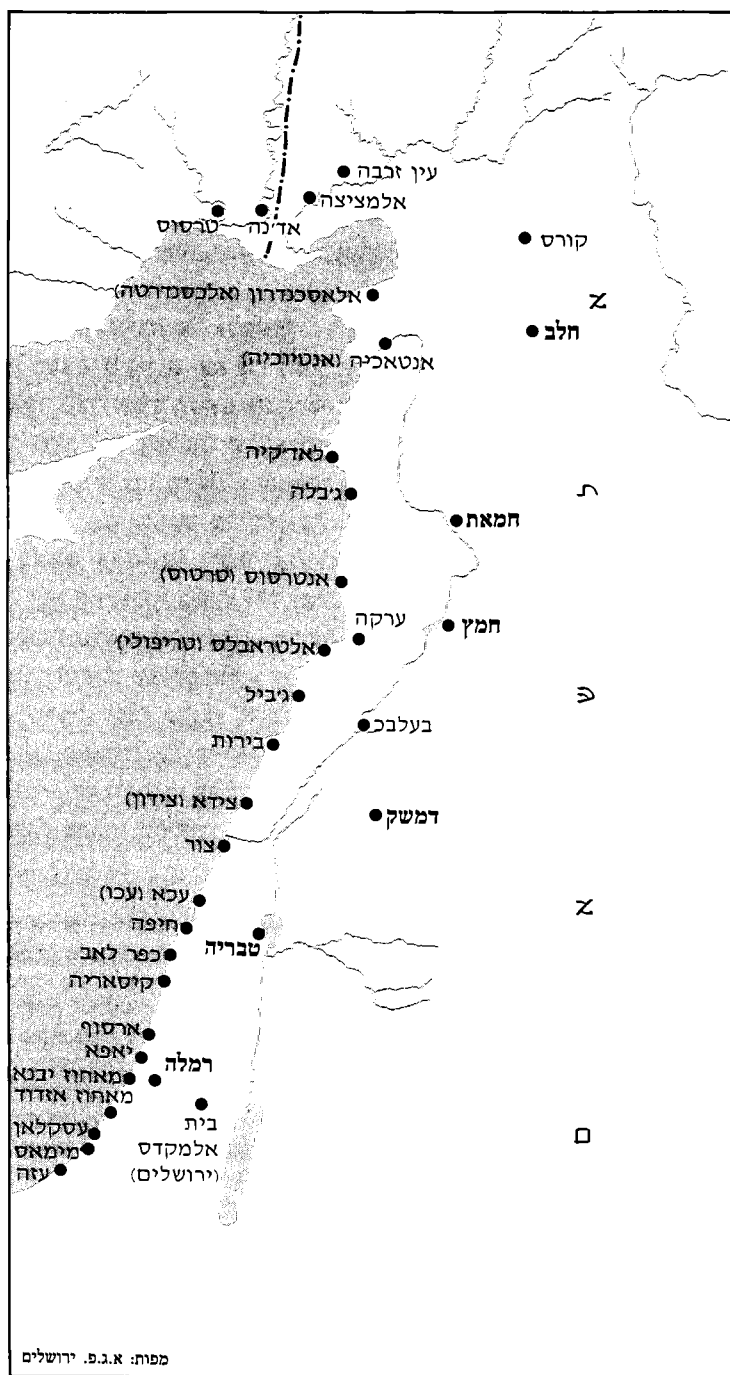 עין זרבה
אלמציצה
אד׳נה
טרסוס
קורס
אלאסכנדרון (אלכסנדרטה)
א
חלב
אנטאכיה (אנטיוכיה)
לאד׳קיה
ג׳בלה
ת
חמאת
אנטרסוס (טרטוס)
ערקה
חמץ
אלטראבלס (טריפולי)
ש
ג׳ביל
בעלבכ
בירות
צידא (צידון)
דמשק
צור
עכא (עכו)
א
חיפה
טבריה
כפר לאב
קיסאריה
ארסוף
יאפא
רמלה
מאחוז יבנא
מאחוז אזדוד
בית
אלמקדס
(ירושלים)
עסקלאן
ם
מימאס
עזה
מפות: א.ג.פ. ירושלים